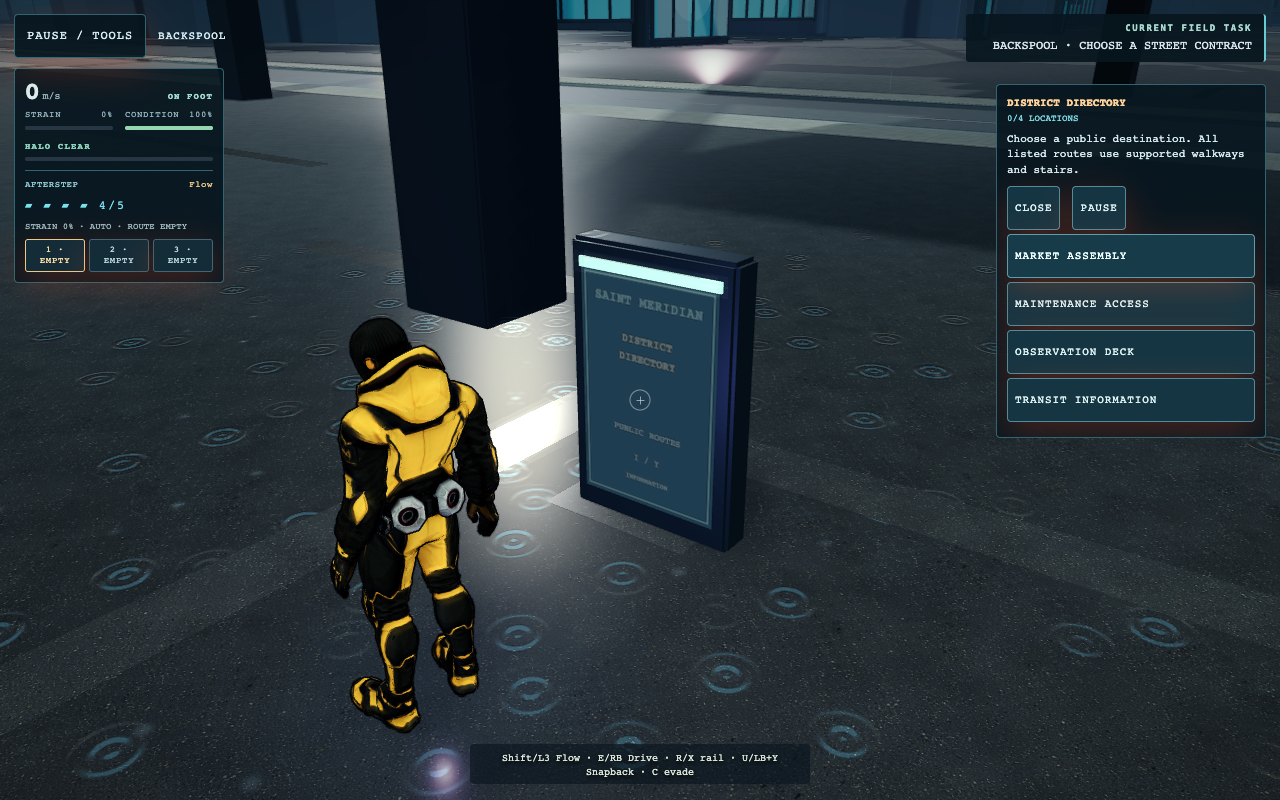 PAUSE / TOOLS
BACKSPOOL
0 m/s
ON FOOT
STRAIN 0%
CONDITION 100%
HALO CLEAR
AFTERSTEP
Flow
4/5
STRAIN 0% · AUTO · ROUTE EMPTY
1 ·
EMPTY
2 ·
EMPTY
3 ·
EMPTY
CURRENT FIELD TASK
BACKSPOOL · CHOOSE A STREET CONTRACT
DISTRICT DIRECTORY
0/4 LOCATIONS
Choose a public destination. All
listed routes use supported walkways
and stairs.
CLOSE
PAUSE
MARKET ASSEMBLY
MAINTENANCE ACCESS
OBSERVATION DECK
TRANSIT INFORMATION
SAINT MERIDIAN
DISTRICT
DIRECTORY
PUBLIC ROUTES
I / Y
INFORMATION
Shift/L3 Flow · E/RB Drive · R/X rail · U/LB+Y
Snapback · C evade